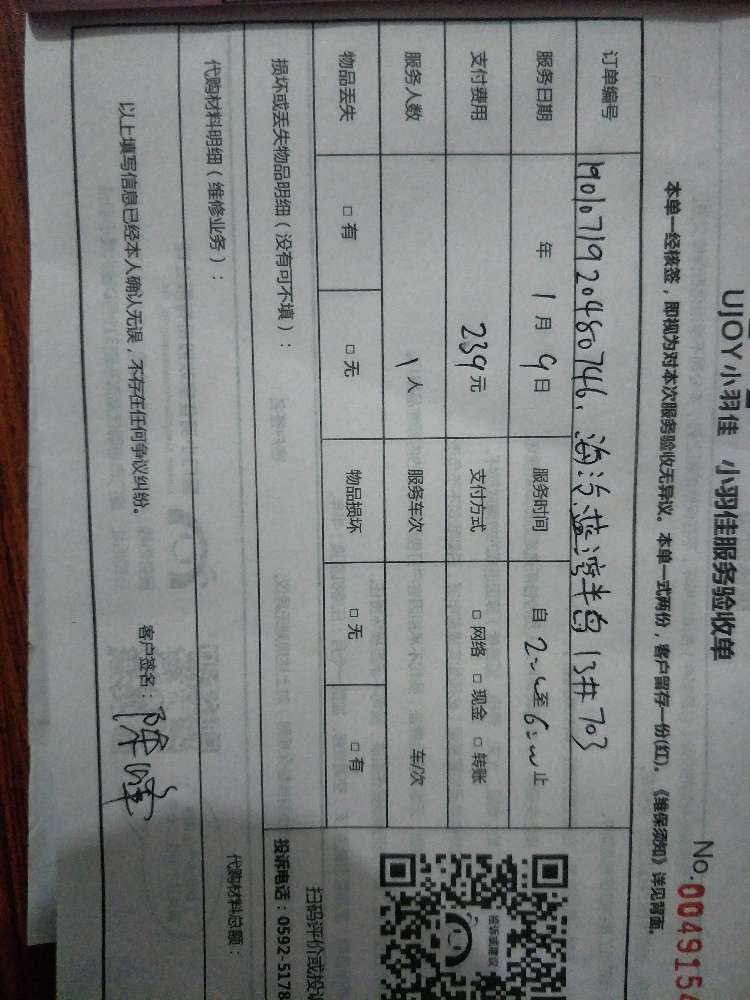 UJOY小羽佳 小羽佳服务验收单
No.004915
本单一经核签，即视为对本次服务验收无异议。本单一式两份，客户留存一份(红)。《维保须知》详见背面。
订单编号 190107192048 0746. 海沧蓝湾半岛 13# 703
服务日期 年 1 月 9 日 服务时间 自 至 止
支付费用 239元 支付方式 □ 网络 □ 现金 □ 转账
服务人数 1 人 服务车次 车/次
物品丢失 □ 有 □ 无 物品损坏 □ 无 □ 有
损坏或丢失物品明细（没有可不填）：
代购材料明细（维修业务）： 代购材料总额：
以上填写信息已经本人确认无误，不存在任何争议纠纷。
客户签名：陈
投诉或建议
扫码评价或投
投诉电话：0592-5178